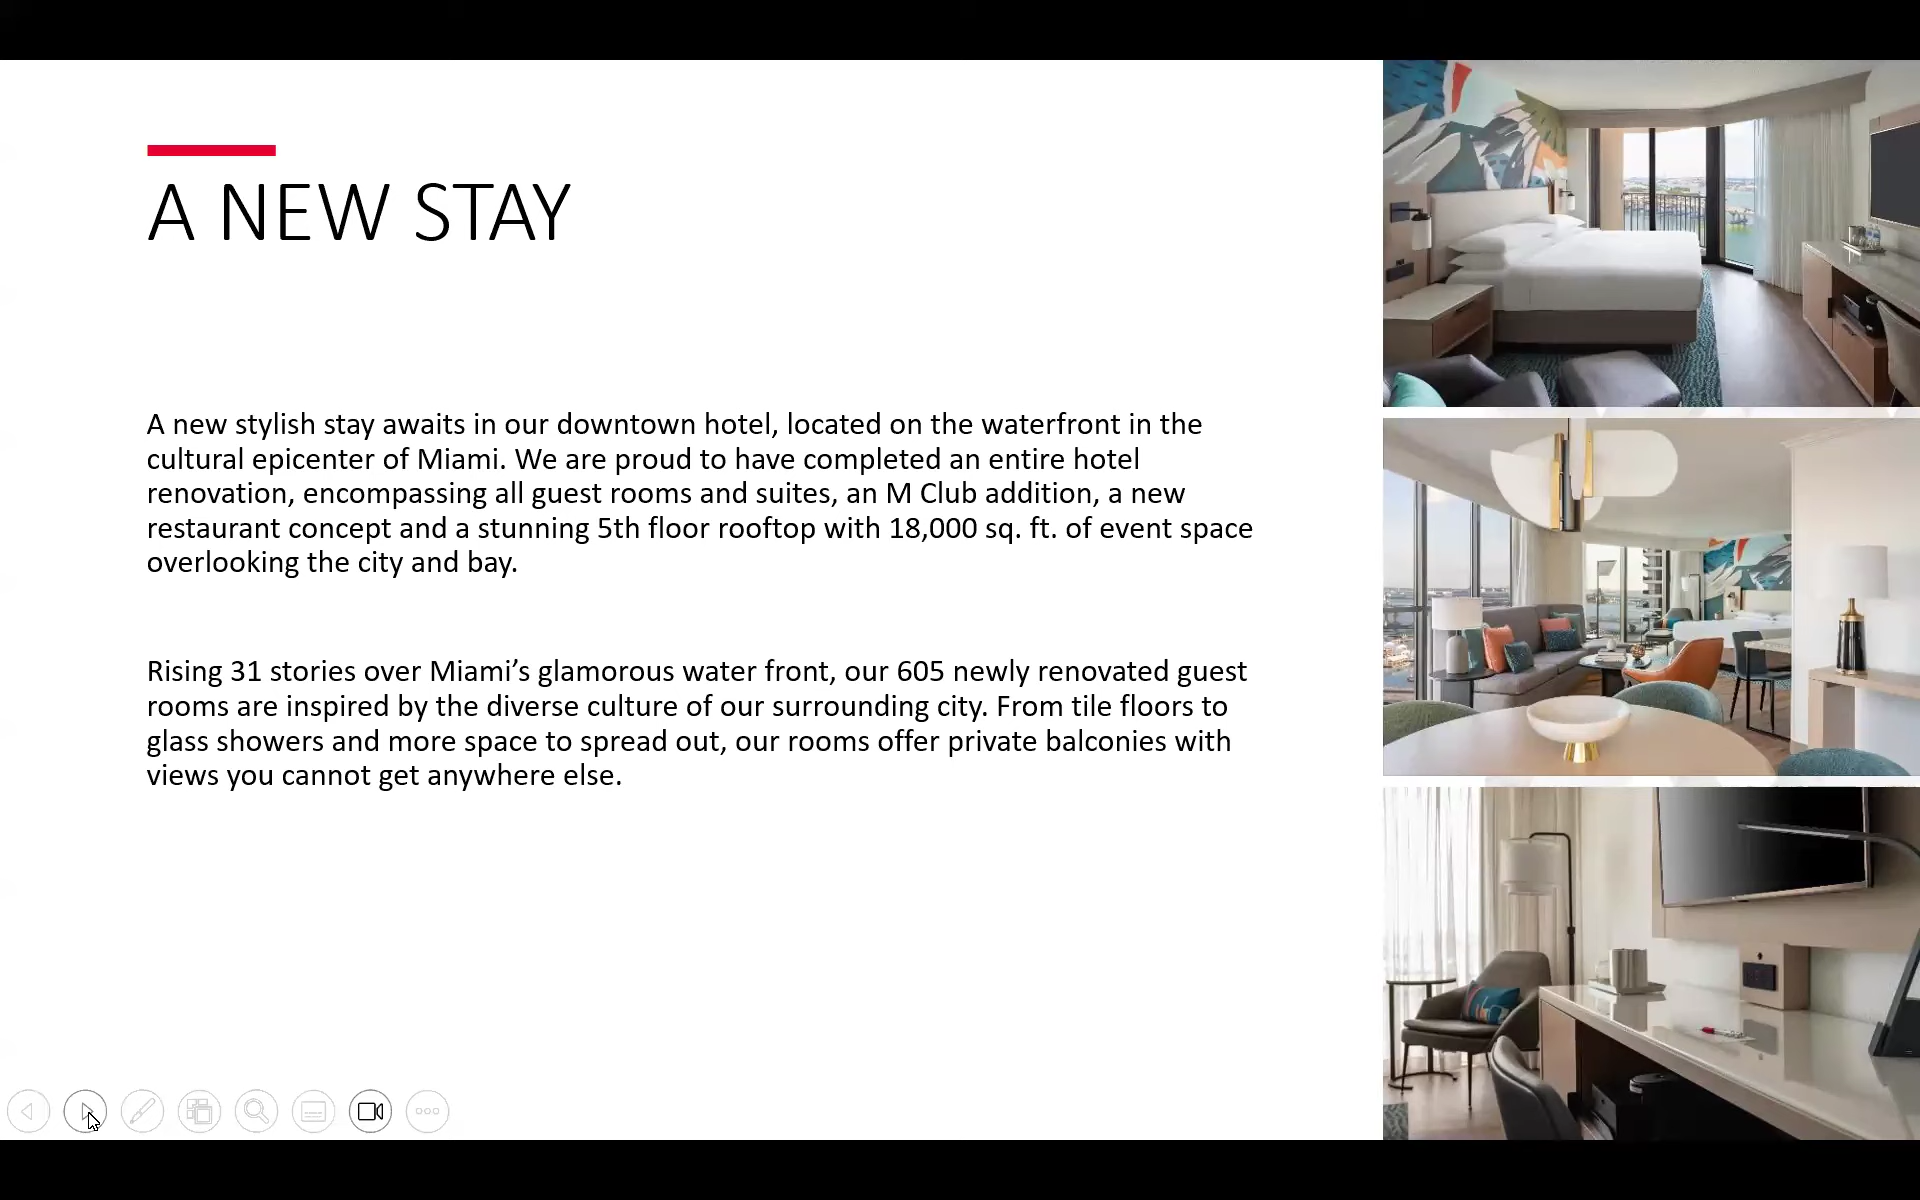 A NEW STAY
A new stylish stay awaits in our downtown hotel, located on the waterfront in the
cultural epicenter of Miami. We are proud to have completed an entire hotel
renovation, encompassing all guest rooms and suites, an M Club addition, a new
restaurant concept and a stunning 5th floor rooftop with 18,000 sq. ft. of event space
overlooking the city and bay.
Rising 31 stories over Miami’s glamorous water front, our 605 newly renovated guest
rooms are inspired by the diverse culture of our surrounding city. From tile floors to
glass showers and more space to spread out, our rooms offer private balconies with
views you cannot get anywhere else.